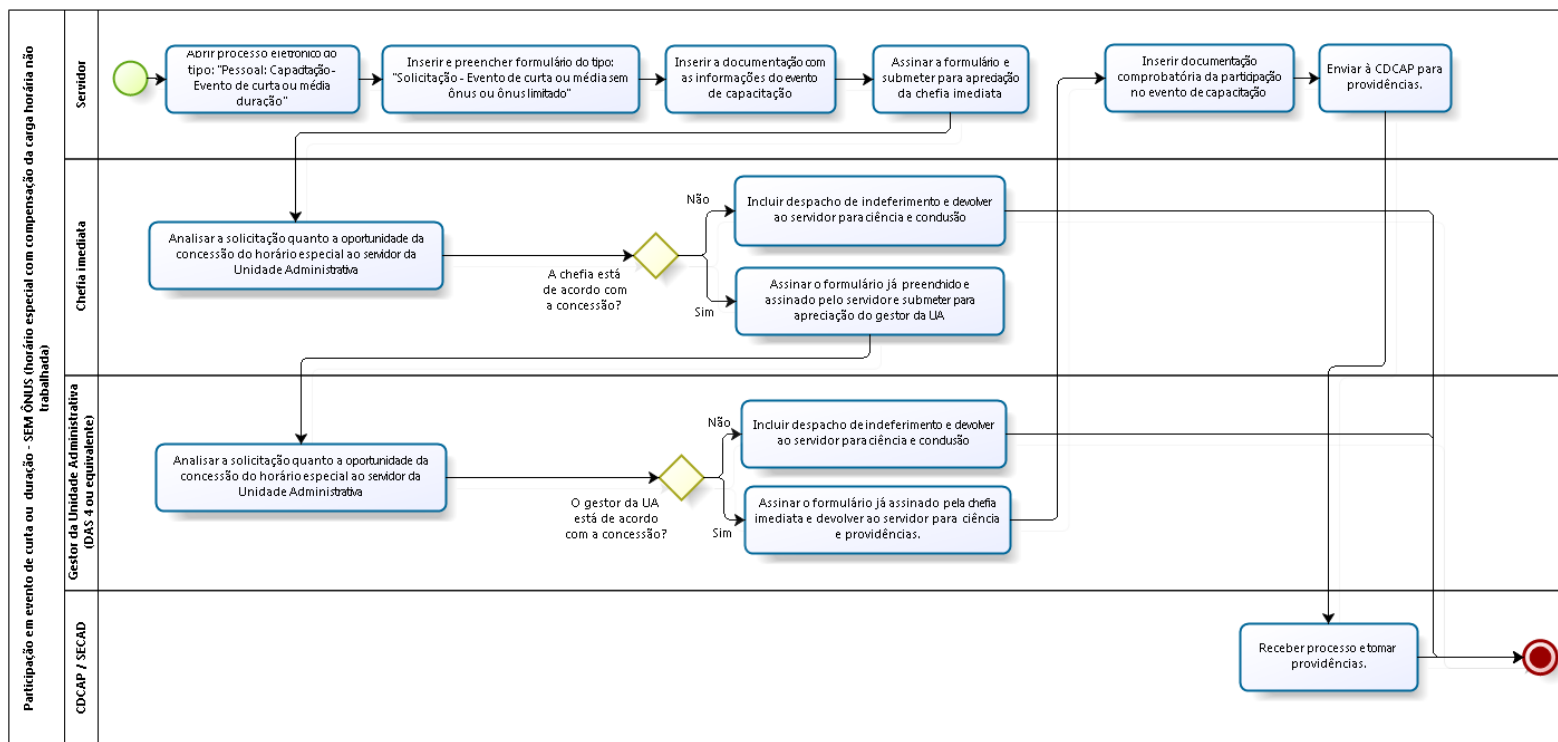 Participação em evento de curta ou duração - SEM ÔNUS (horário especial com compensação da carga horária não
trabalhada)
Servidor
Abrir processo eletrônico do
tipo: "Pessoal: Capacitação-
Evento de curta ou média
duração"
Inserir e preencher formulário do tipo:
"Solicitação - Evento de curta ou média sem
ônus ou ônus limitado"
Inserir a documentação com
as informações do evento
de capacitação
Assinar a formulário e
submeter para apreciação
da chefia imediata
Inserir documentação
comprobatória da participação
no evento de capacitação
Enviar à CDCAP para
providências.
Chefia imediata
Analisar a solicitação quanto a oportunidade da
concessão do horário especial ao servidor da
Unidade Administrativa
A chefia está
de acordo com
a concessão?
Não
Incluir despacho de indeferimento e devolver
ao servidor para ciência e condusão
Sim
Assinar o formulário já preenchido e
assinado pelo servidor e submeter para
apreciação do gestor da UA
Gestor da Unidade Administrativa
(DAS 4 ou equivalente)
Analisar a solicitação quanto a oportunidade da
concessão do horário especial ao servidor da
Unidade Administrativa
O gestor da UA
está de acordo
com a concessão?
Não
Incluir despacho de indeferimento e devolver
ao servidor para ciência e condusão
Sim
Assinar o formulário já assinado pela chefia
imediata e devolver ao servidor para ciência
e providências.
CDCAP / SECAD
Receber processo e tomar
providências.